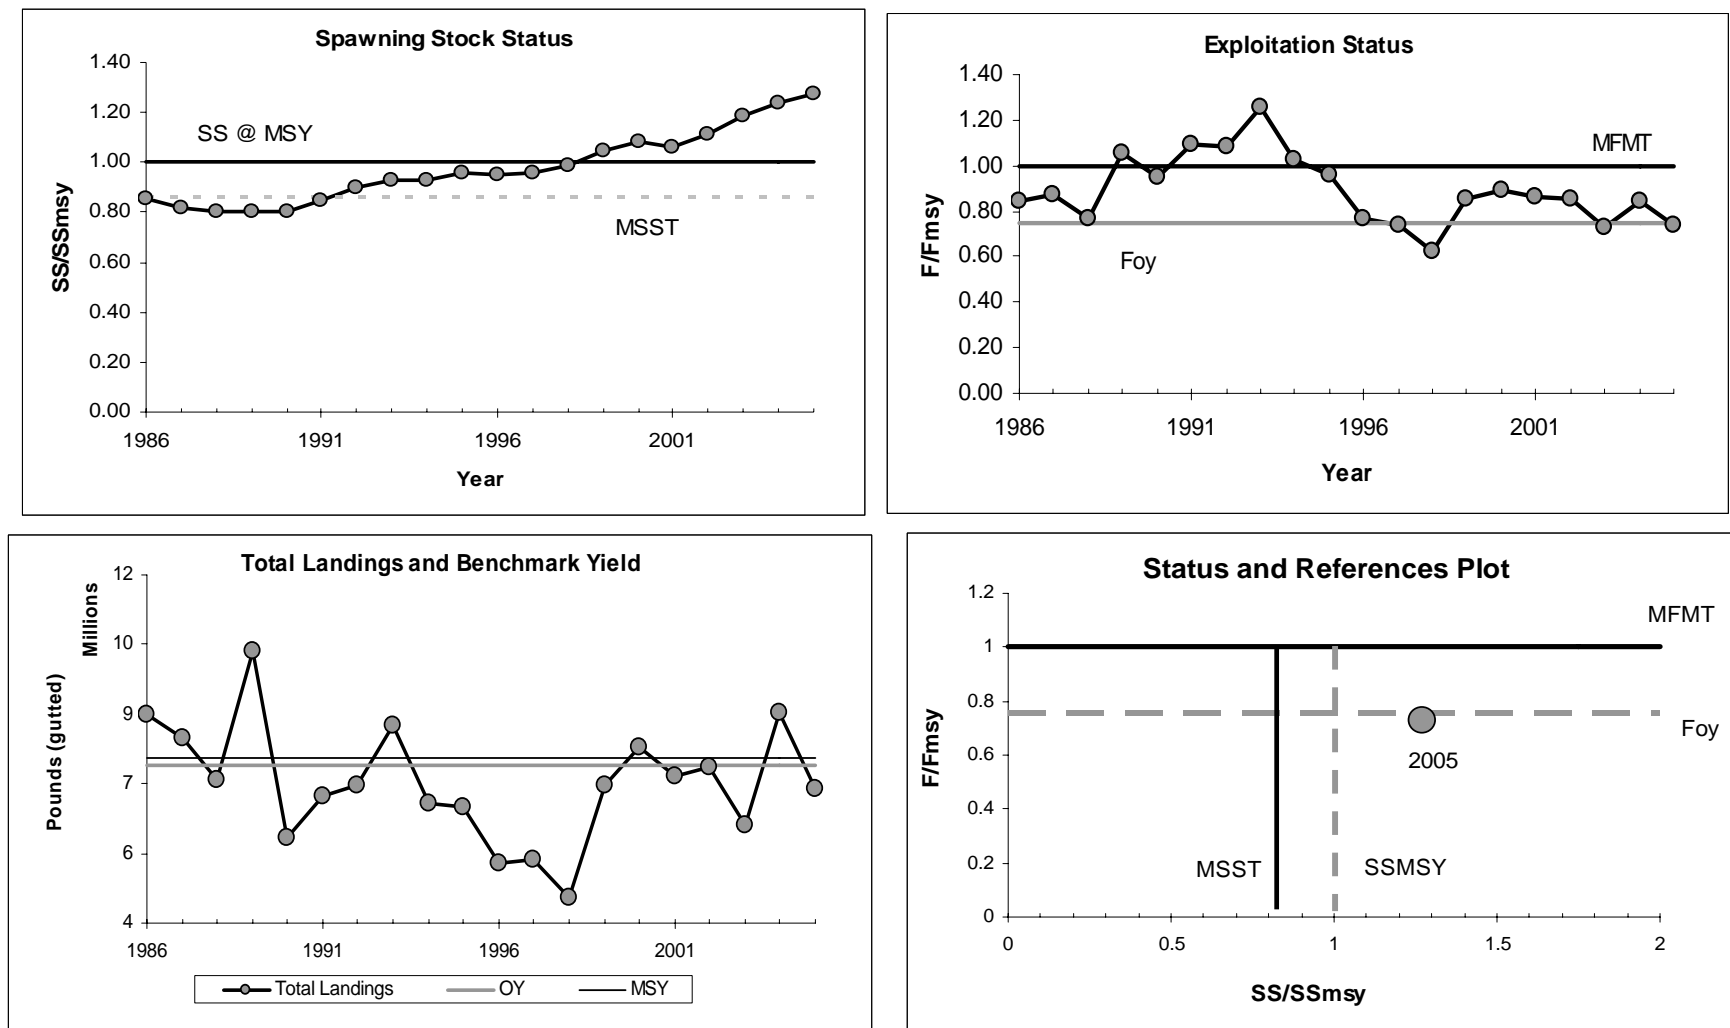 Spawning Stock Status
1.40
1.20
1.00
0.80
0.60
0.40
0.20
0.00
SS/SSmsy
SS @ MSY
MSST
1986
1991
1996
2001
Year
Exploitation Status
1.40
1.20
1.00
0.80
0.60
0.40
0.20
0.00
F/Fmsy
MFMT
Foy
1986
1991
1996
2001
Year
Total Landings and Benchmark Yield
12
10
9
7
6
4
Millions
Pounds (gutted)
1986
1991
1996
2001
Total Landings OY MSY
Status and References Plot
1.2
1
0.8
0.6
0.4
0.2
0
F/Fmsy
MFMT
Foy
2005
MSST
SSMSY
0
0.5
1
1.5
2
SS/SSmsy